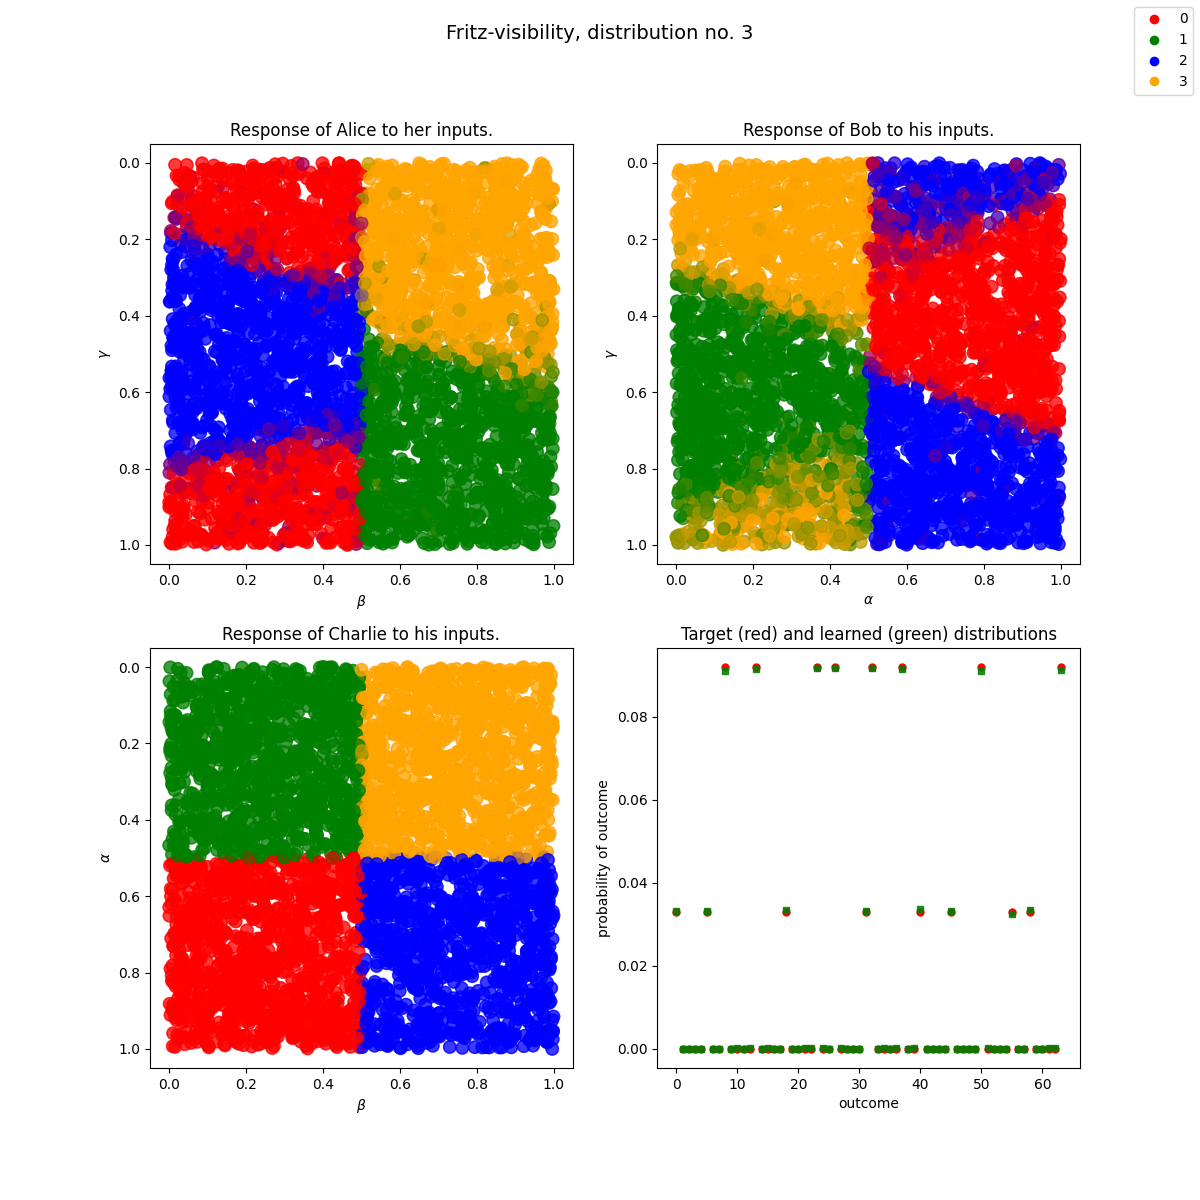 Fritz-visibility, distribution no. 3
0
1
2
3
Response of Alice to her inputs.
0.0
0.2
0.4
0.6
0.8
1.0
γ
0.0 0.2 0.4 0.6 0.8 1.0
β
Response of Bob to his inputs.
0.0
0.2
0.4
0.6
0.8
1.0
γ
0.0 0.2 0.4 0.6 0.8 1.0
α
Response of Charlie to his inputs.
0.0
0.2
0.4
0.6
0.8
1.0
α
0.0 0.2 0.4 0.6 0.8 1.0
β
Target (red) and learned (green) distributions
0.08
0.06
0.04
0.02
0.00
probability of outcome
0 10 20 30 40 50 60
outcome